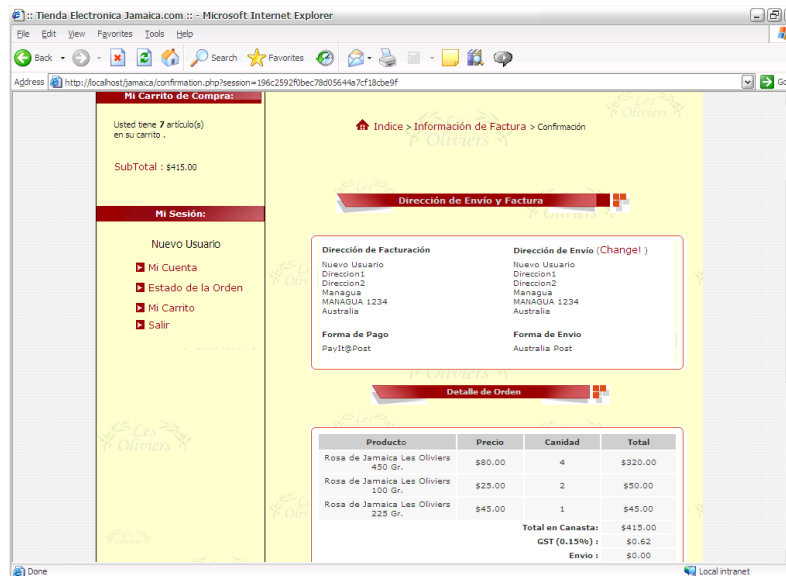 :: Tienda Electronica Jamaica.com :: - Microsoft Internet Explorer
File Edit View Favorites Tools Help
Back Search Favorites
Address http://localhost/jamaica/confirmation.php?session=196c2592f0bec78d05644a7cf18cbe9f Go
Mi Carrito de Compra:
Usted tiene 7 artículo(s)
en su carrito .
SubTotal : $415.00
Mi Sesión:
Nuevo Usuario
Mi Cuenta
Estado de la Orden
Mi Carrito
Salir
Les Oliviers
Indice > Información de Factura > Confirmación
Dirección de Envío y Factura
Dirección de Facturación
Nuevo Usuario
Direccion1
Direccion2
Managua
MANAGUA 1234
Australia
Forma de Pago
PayIt@Post
Dirección de Envío (Change! )
Nuevo Usuario
Direccion1
Direccion2
Managua
MANAGUA 1234
Australia
Forma de Envio
Australia Post
Detalle de Orden
Producto Precio Canidad Total
Rosa de Jamaica Les Oliviers
450 Gr. $80.00 4 $320.00
Rosa de Jamaica Les Oliviers
100 Gr. $25.00 2 $50.00
Rosa de Jamaica Les Oliviers
225 Gr. $45.00 1 $45.00
Total en Canasta: $415.00
GST (0.15%) : $0.62
Envio : $0.00
Done Local intranet